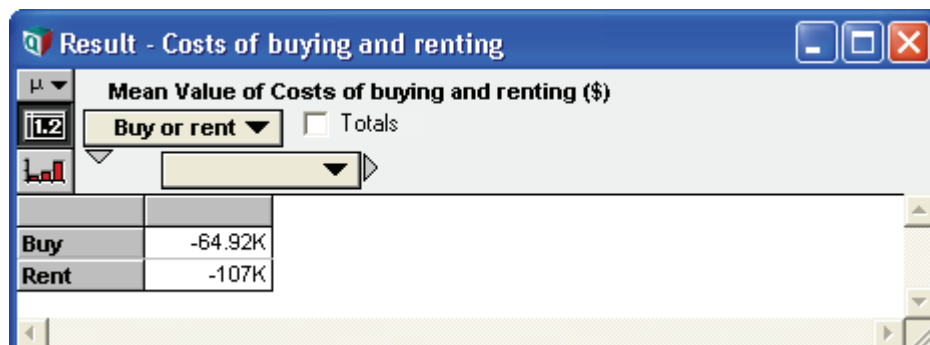 Result - Costs of buying and renting
μ Mean Value of Costs of buying and renting ($)
1.2 Buy or rent Totals
Buy -64.92K
Rent -107K